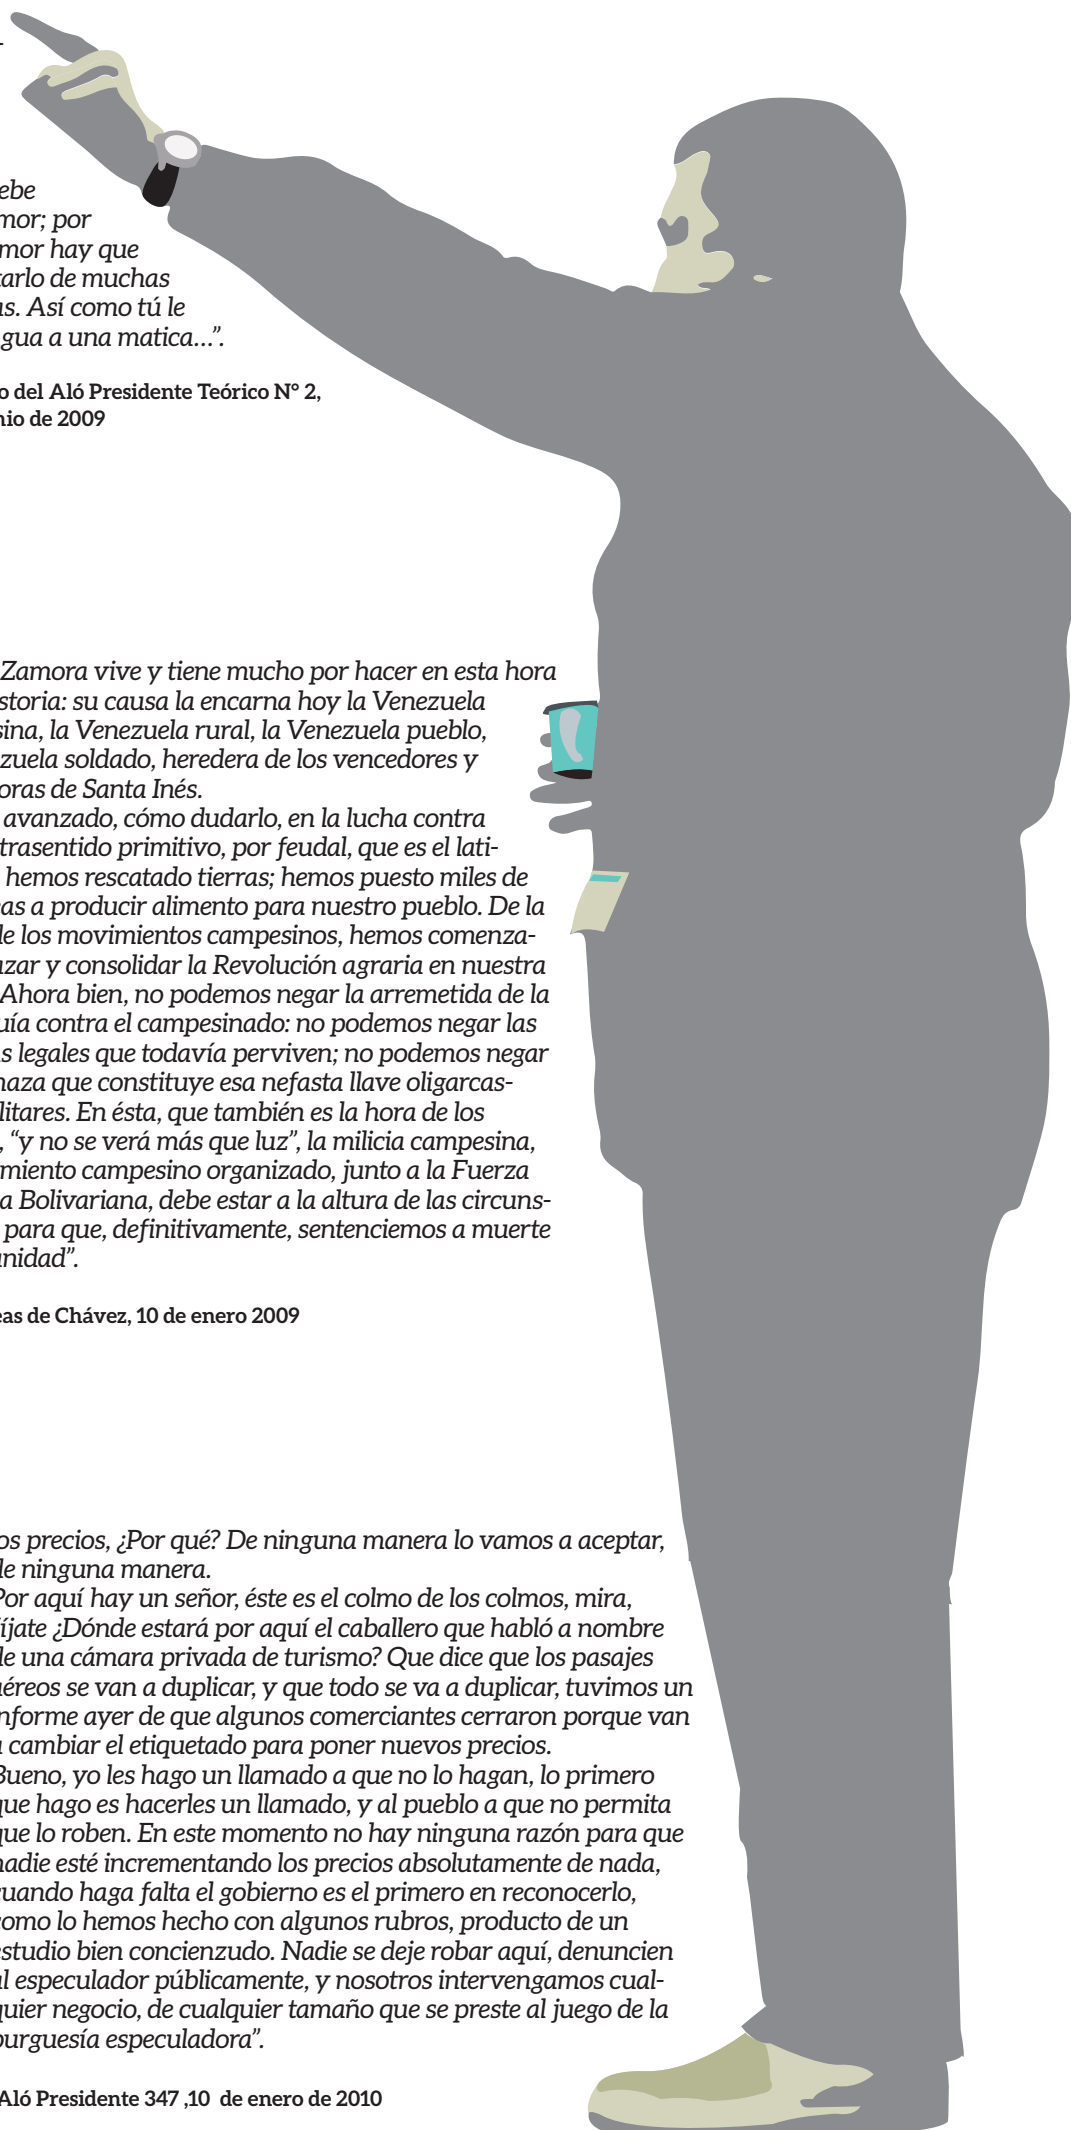 -
ebe
mor; por
mor hay que
tarlo de muchas
as. Así como tú le
gua a una matica…”.
o del Aló Presidente Teórico N° 2,
nio de 2009
Zamora vive y tiene mucho por hacer en esta hora
storia: su causa la encarna hoy la Venezuela
sina, la Venezuela rural, la Venezuela pueblo,
zuela soldado, heredera de los vencedores y
oras de Santa Inés.
avanzado, cómo dudarlo, en la lucha contra
trasentido primitivo, por feudal, que es el lati-
hemos rescatado tierras; hemos puesto miles de
as a producir alimento para nuestro pueblo. De la
de los movimientos campesinos, hemos comenza-
azar y consolidar la Revolución agraria en nuestra
Ahora bien, no podemos negar la arremetida de la
uía contra el campesinado: no podemos negar las
s legales que todavía perviven; no podemos negar
naza que constituye esa nefasta llave oligarcas-
litares. En ésta, que también es la hora de los
, “y no se verá más que luz”, la milicia campesina,
miento campesino organizado, junto a la Fuerza
a Bolivariana, debe estar a la altura de las circuns-
para que, definitivamente, sentenciemos a muerte
unidad”.
eas de Chávez, 10 de enero 2009
os precios, ¿Por qué? De ninguna manera lo vamos a aceptar,
de ninguna manera.
Por aquí hay un señor, éste es el colmo de los colmos, mira,
fíjate ¿Dónde estará por aquí el caballero que habló a nombre
de una cámara privada de turismo? Que dice que los pasajes
aéreos se van a duplicar, y que todo se va a duplicar, tuvimos un
informe ayer de que algunos comerciantes cerraron porque van
a cambiar el etiquetado para poner nuevos precios.
Bueno, yo les hago un llamado a que no lo hagan, lo primero
que hago es hacerles un llamado, y al pueblo a que no permita
que lo roben. En este momento no hay ninguna razón para que
nadie esté incrementando los precios absolutamente de nada,
cuando haga falta el gobierno es el primero en reconocerlo,
como lo hemos hecho con algunos rubros, producto de un
estudio bien concienzudo. Nadie se deje robar aquí, denuncien
al especulador públicamente, y nosotros intervengamos cual-
quier negocio, de cualquier tamaño que se preste al juego de la
burguesía especuladora”.
Aló Presidente 347 ,10 de enero de 2010